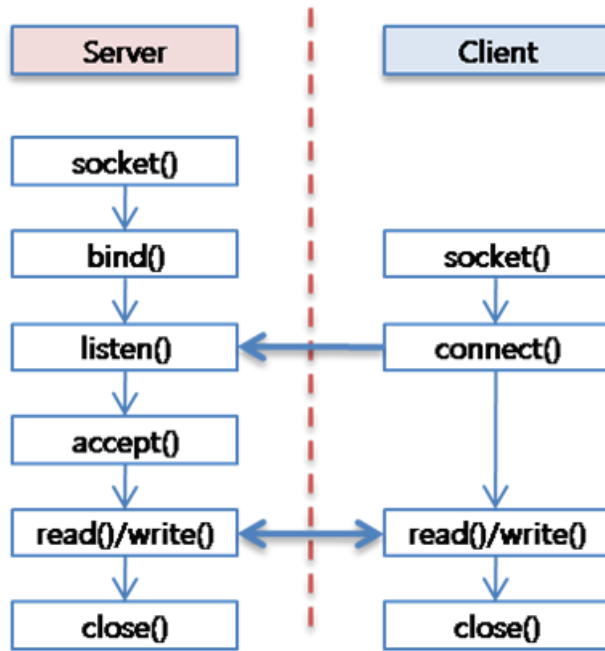 Server
Client
socket()
bind()
socket()
listen()
connect()
accept()
read()/write()
read()/write()
close()
close()